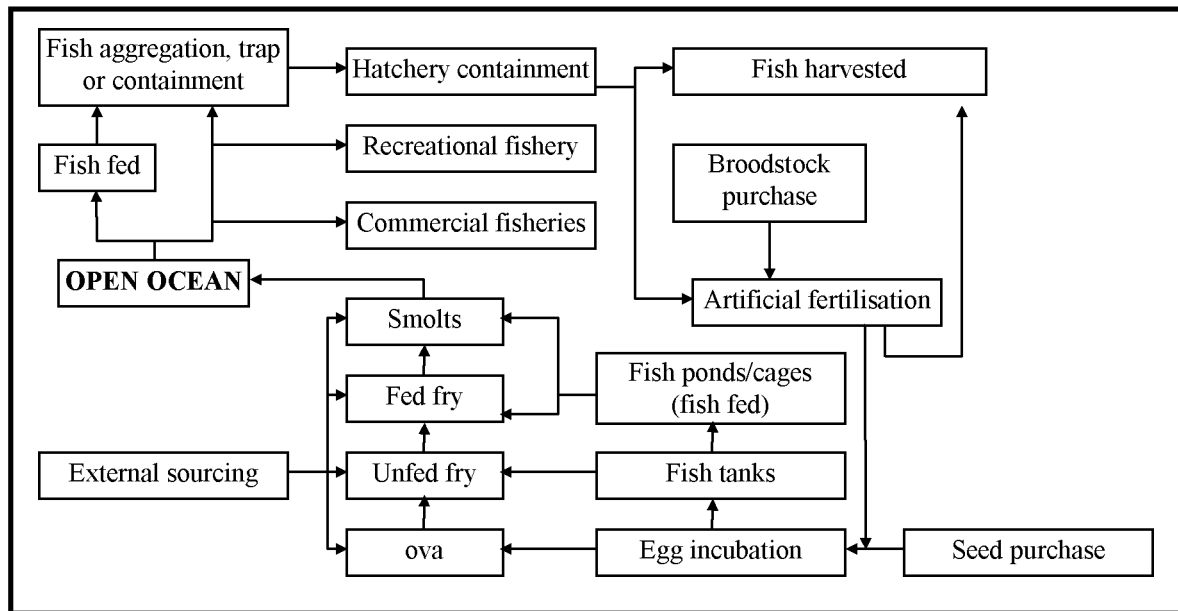 Fish aggregation, trap
or containment
Hatchery containment
Fish harvested
Fish fed
Recreational fishery
Broodstock
purchase
Commercial fisheries
OPEN OCEAN
Artificial fertilisation
Smolts
Fish ponds/cages
(fish fed)
Fed fry
External sourcing
Unfed fry
Fish tanks
ova
Egg incubation
Seed purchase